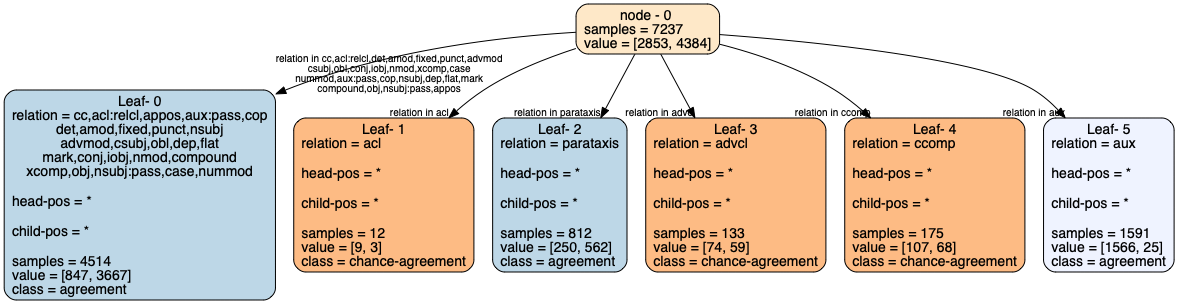 node - 0
samples = 7237
value = [2853, 4384]
relation in cc,acl:relcl,det,amod,fixed,punct,advmod
csubj,obl,conj,iobj,nmod,xcomp,case
nummod,aux:pass,cop,nsubj,dep,flat,mark
compound,obj,nsubj:pass,appos
relation in acl
relation in parataxis
relation in advcl
relation in ccomp
relation in aux
Leaf- 0
relation = cc,acl:relcl,appos,aux:pass,cop
det,amod,fixed,punct,nsubj
advmod,csubj,obl,dep,flat
mark,conj,iobj,nmod,compound
xcomp,obj,nsubj:pass,case,nummod
head-pos = *
child-pos = *
samples = 4514
value = [847, 3667]
class = agreement
Leaf- 1
relation = acl
head-pos = *
child-pos = *
samples = 12
value = [9, 3]
class = chance-agreement
Leaf- 2
relation = parataxis
head-pos = *
child-pos = *
samples = 812
value = [250, 562]
class = agreement
Leaf- 3
relation = advcl
head-pos = *
child-pos = *
samples = 133
value = [74, 59]
class = chance-agreement
Leaf- 4
relation = ccomp
head-pos = *
child-pos = *
samples = 175
value = [107, 68]
class = chance-agreement
Leaf- 5
relation = aux
head-pos = *
child-pos = *
samples = 1591
value = [1566, 25]
class = agreement